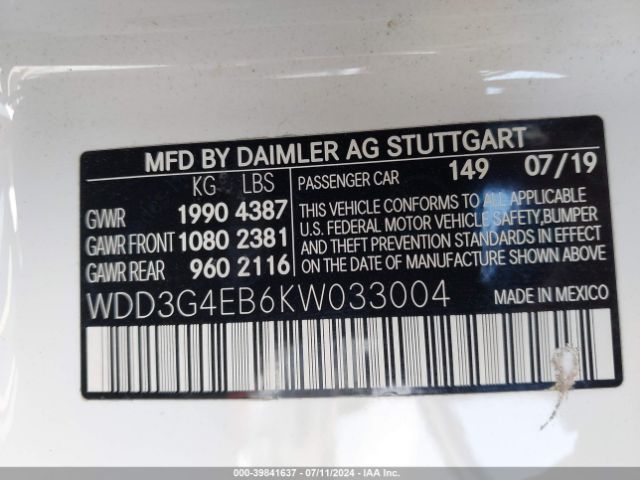 MFD BY DAIMLER AG STUTTGART
KG LBS
GVWR 1990 4387
GAWR FRONT 1080 2381
GAWR REAR 960 2116
PASSENGER CAR 149 07/19
THIS VEHICLE CONFORMS TO ALL APPLICABLE
U.S. FEDERAL MOTOR VEHICLE SAFETY,BUMPER
AND THEFT PREVENTION STANDARDS IN EFFECT
ON THE DATE OF MANUFACTURE SHOWN ABOVE
WDD3G4EB6KW033004 MADE IN MEXICO
000-39841637 - 07/11/2024 - IAAI.COM